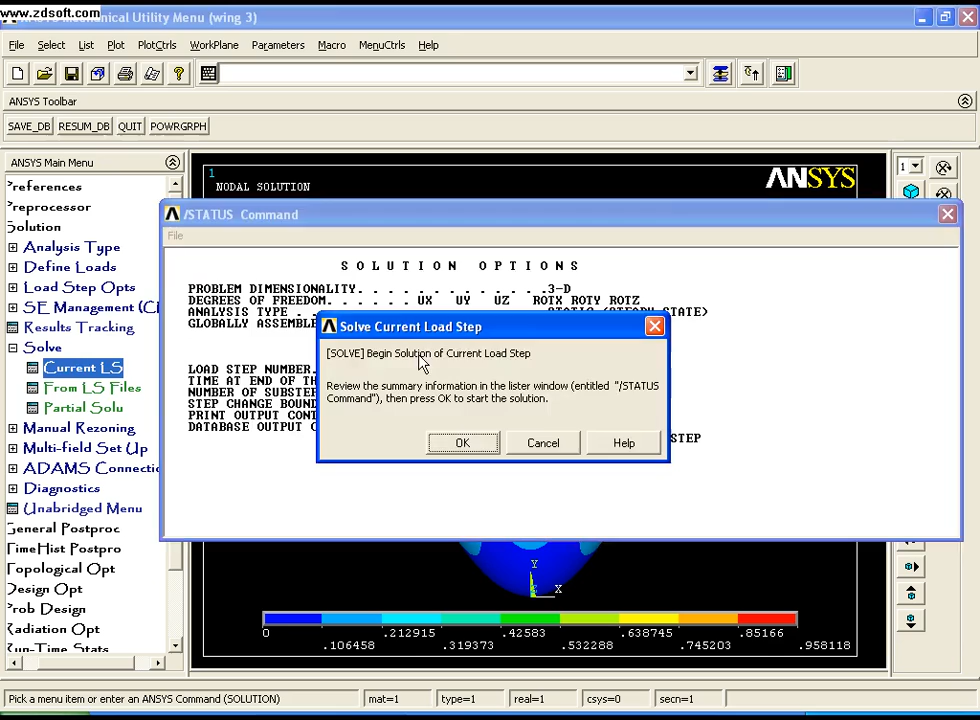 www.zdsoft.com
Mechanical Utility Menu (wing 3)
File Select List Plot PlotCtrls WorkPlane Parameters Macro MenuCtrls Help
ANSYS Toolbar
SAVE_DB RESUM_DB QUIT POWRGRPH
ANSYS Main Menu
references
reprocessor
Solution
Analysis Type
Define Loads
Load Step Opts
SE Management (C
Results Tracking
Solve
Current LS
From LS Files
Partial Solu
Manual Rezoning
Multi-field Set Up
ADAMS Connectio
Diagnostics
Unabridged Menu
General Postproc
TimeHist Postpro
Topological Opt
Design Opt
Prob Design
Radiation Opt
Run-Time Stats
1
NODAL SOLUTION
ANSYS
1
/STATUS Command
File
S O L U T I O N   O P T I O N S
PROBLEM DIMENSIONALITY. . . . . . . . . . . . .3-D
DEGREES OF FREEDOM. . . . . . UX UY UZ ROTX ROTY ROTZ
ANALYSIS TYPE . . . . . . . . . . . . . . . . .STATIC (STEADY-STATE)
GLOBALLY ASSEMBLE
LOAD STEP NUMBER.
TIME AT END OF TH
NUMBER OF SUBSTEP
STEP CHANGE BOUND
PRINT OUTPUT CONT
DATABASE OUTPUT C
STEP
Solve Current Load Step
[SOLVE] Begin Solution of Current Load Step
Review the summary information in the lister window (entitled "/STATUS
Command"), then press OK to start the solution.
OK Cancel Help
Y
X
0 .212915 .42583 .638745 .85166
.106458 .319373 .532288 .745203 .958118
Pick a menu item or enter an ANSYS Command (SOLUTION) mat=1 type=1 real=1 csys=0 secn=1